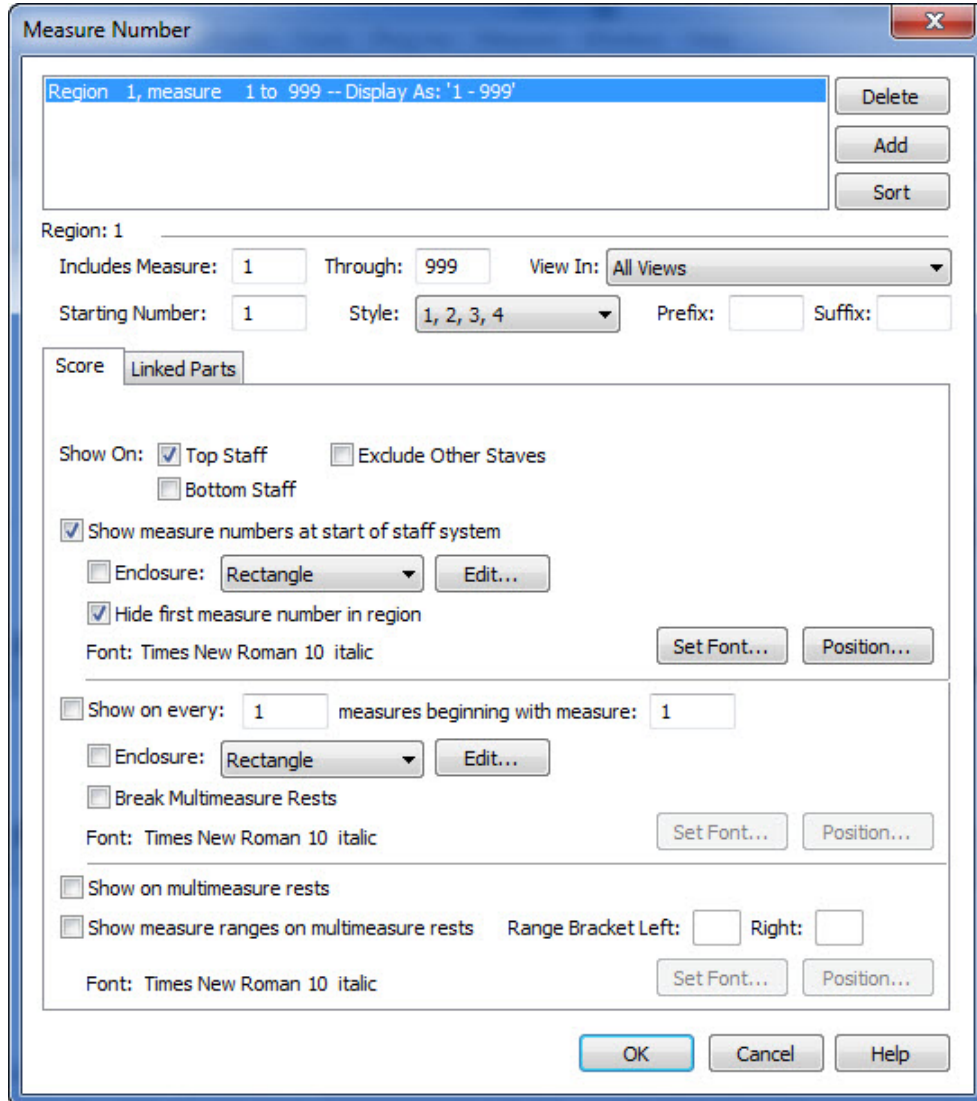 Measure Number
Region 1, measure 1 to 999 -- Display As: '1 - 999'
Delete
Add
Sort
Region: 1
Includes Measure: 1 Through: 999 View In: All Views
Starting Number: 1 Style: 1, 2, 3, 4 Prefix: Suffix:
Score Linked Parts
Show On: Top Staff Exclude Other Staves
Bottom Staff
Show measure numbers at start of staff system
Enclosure: Rectangle Edit...
Hide first measure number in region
Font: Times New Roman 10 italic Set Font... Position...
Show on every: 1 measures beginning with measure: 1
Enclosure: Rectangle Edit...
Break Multimeasure Rests
Font: Times New Roman 10 italic Set Font... Position...
Show on multimeasure rests
Show measure ranges on multimeasure rests Range Bracket Left: Right:
Font: Times New Roman 10 italic Set Font... Position...
OK Cancel Help